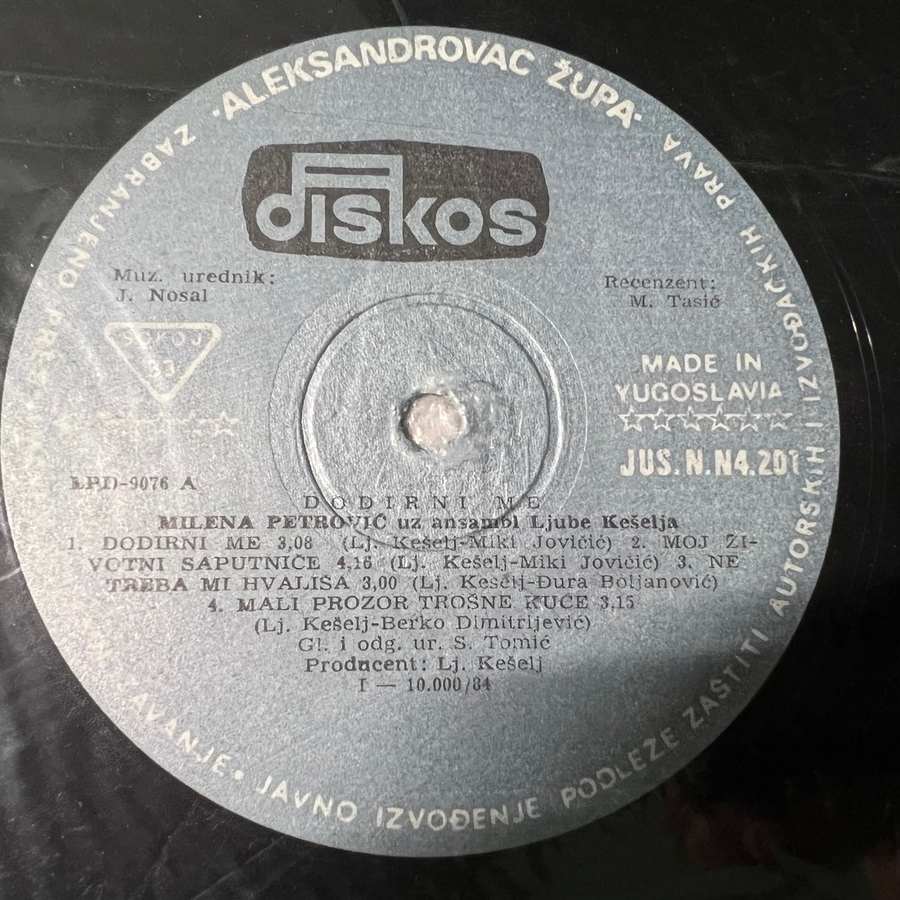 ·ALEKSANDROVAC ŽUPA·
diskos
Muz. urednik:
J. Nosal
Recenzent:
M. Tasić
SOKOJ
MADE IN
YUGOSLAVIA
JUS.N.N4.201
LPD-9076 A
DODIRNI ME
MILENA PETROVIĆ uz ansambl Ljube Kešelja
1. DODIRNI ME 3,08 (Lj. Kešelj-Miki Jovičić) 2. MOJ ŽI-
VOTNI SAPUTNIČE 4,16 (Lj. Kešelj-Miki Jovičić) 3. NE
TREBA MI HVALISA 3,00 (Lj. Kešelj-Đura Boljanović)
4. MALI PROZOR TROŠNE KUĆE 3,15
(Lj. Kešelj-Berko Dimitrijević)
Gl. i odg. ur. S. Tomić
Producent: Lj. Kešelj
I — 10.000/84
ZABRANJENO AVANJE · JAVNO IZVOĐENJE PODLEŽE ZAŠTITI AUTORSKIH I IZVOĐAČKIH PRAVA